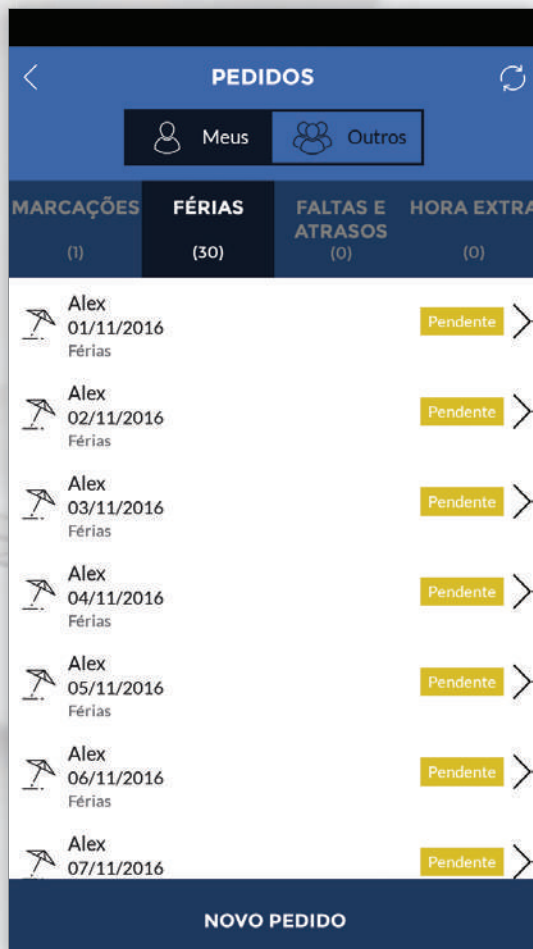 PEDIDOS
Meus
Outros
MARCAÇÕES
(1)
FÉRIAS
(30)
FALTAS E
ATRASOS
(0)
HORA EXTRA
(0)
Alex
01/11/2016
Férias
Pendente
Alex
02/11/2016
Férias
Pendente
Alex
03/11/2016
Férias
Pendente
Alex
04/11/2016
Férias
Pendente
Alex
05/11/2016
Férias
Pendente
Alex
06/11/2016
Férias
Pendente
Alex
07/11/2016
Pendente
NOVO PEDIDO